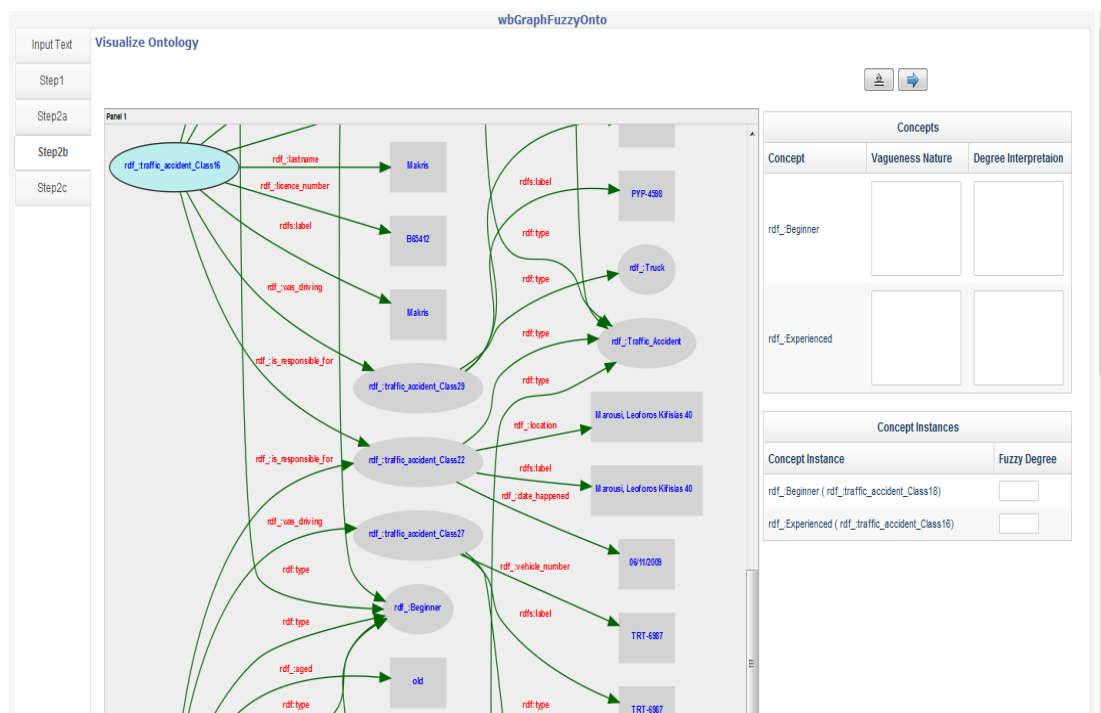 wbGraphFuzzyOnto
Input Text
Step1
Step2a
Step2b
Step2c
Visualize Ontology
Panel 1
rdf_:traffic_accident_Class16
rdf_:lastname
Makris
rdf_:licence_number
B65412
rdfs:label
Makris
rdf_:was_driving
rdf_:traffic_accident_Class29
rdf_:is_responsible_for
rdf_:traffic_accident_Class22
rdf_:is_responsible_for
rdf_:was_driving
rdf_:traffic_accident_Class27
rdf:type
rdf_:Beginner
rdf:type
rdf_:aged
old
rdf:type
rdfs:label
PYP-4598
rdf:type
rdf_:Truck
rdf:type
rdf:type
rdf_:Traffic_Accident
rdf:type
rdf_:location
Marousi, Leoforos Kifisias 40
rdfs:label
Marousi, Leoforos Kifisias 40
rdf_:date_happened
06/11/2009
rdf_:vehicle_number
TRT-6987
rdfs:label
TRT-6987
rdf:type
Concepts
Concept Vagueness Nature Degree Interpretaion
rdf_:Beginner
rdf_:Experienced
Concept Instances
Concept Instance Fuzzy Degree
rdf_:Beginner ( rdf_:traffic_accident_Class18)
rdf_:Experienced ( rdf_:traffic_accident_Class16)